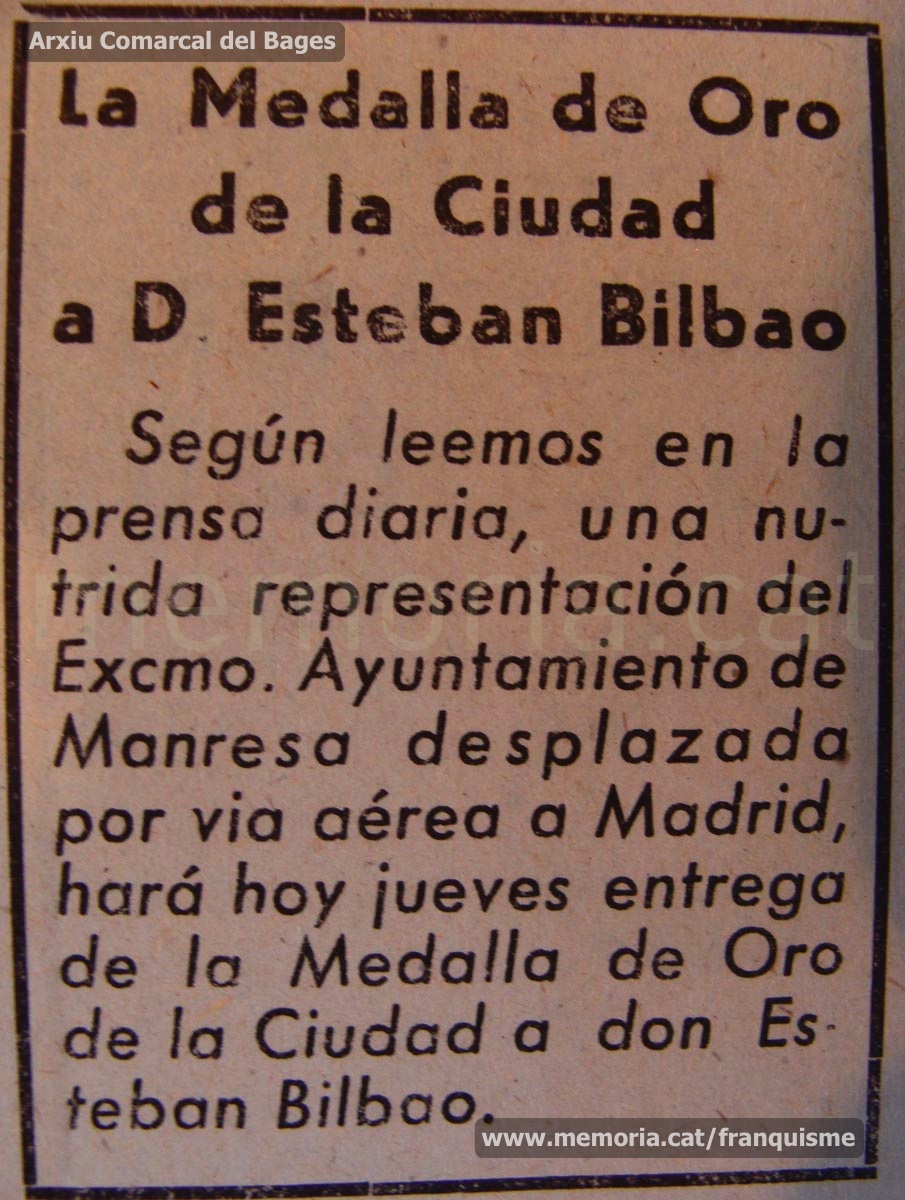 Arxiu Comarcal del Bages
La Medalla de Oro
de la Ciudad
a D. Esteban Bilbao
Según leemos en la
prensa diaria, una nu-
trida representación del
memoria.cat
Excmo. Ayuntamiento de
Manresa desplazada
por via aérea a Madrid,
hará hoy jueves entrega
de la Medalla de Oro
de la Ciudad a don Es-
teban Bilbao.
www.memoria.cat/franquisme